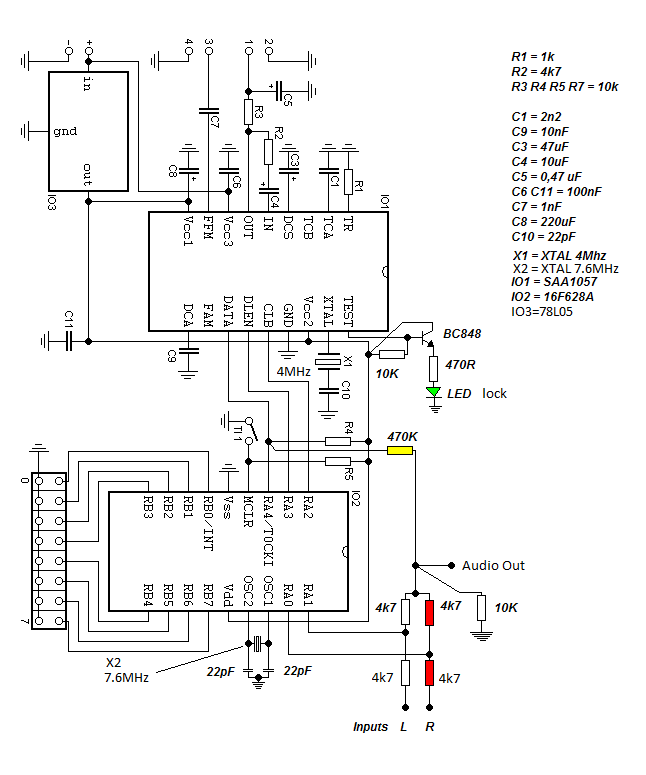 - + 4 3 1 2
in
gnd
out
IO3
C7
C5
R3
R2
C8
C6
C4
C3
C1
R1
IO1
Vcc1 FFM Vcc3 OUT IN DCS TCB TCA TR
DCA FAM DATA DLEN CLB GND Vcc2 XTAL TEST
C11
C9
4MHz
X1
C10
10K
BC848
470R
LED lock
R1 = 1k
R2 = 4k7
R3 R4 R5 R7 = 10k
C1 = 2n2
C9 = 10nF
C3 = 47uF
C4 = 10uF
C5 = 0,47 uF
C6 C11 = 100nF
C7 = 1nF
C8 = 220uF
C10 = 22pF
X1 = XTAL 4Mhz
X2 = XTAL 7.6MHz
IO1 = SAA1057
IO2 = 16F628A
IO3=78L05
Tl1
R4
R5
470K
0
7
IO2
RB3 RB2 RB1 RB0/INT Vss MCLR RA4/T0CKI RA3 RA2
RB4 RB5 RB6 RB7 Vdd OSC2 OSC1 RA0 RA1
Audio Out
4k7
4k7
10K
X2
7.6MHz
22pF
22pF
4k7
4k7
Inputs L R